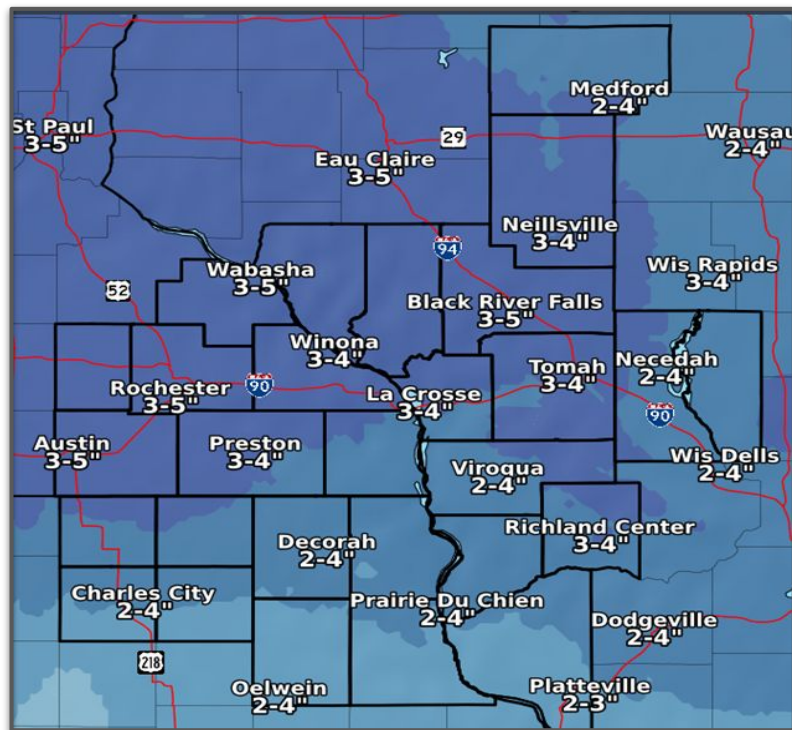 Medford
2-4"
St Paul
3-5"
29
Wausau
2-4"
Eau Claire
3-5"
Neillsville
3-4"
94
Wabasha
3-5"
Wis Rapids
3-4"
52
Black River Falls
3-5"
Winona
3-4"
Tomah
3-4"
Necedah
2-4"
Rochester
3-5"
90
La Crosse
3-4"
90
Austin
3-5"
Preston
3-4"
Viroqua
2-4"
Wis Dells
2-4"
Richland Center
3-4"
Decorah
2-4"
Charles City
2-4"
Prairie Du Chien
2-4"
Dodgeville
2-4"
218
Oelwein
2-4"
Platteville
2-3"